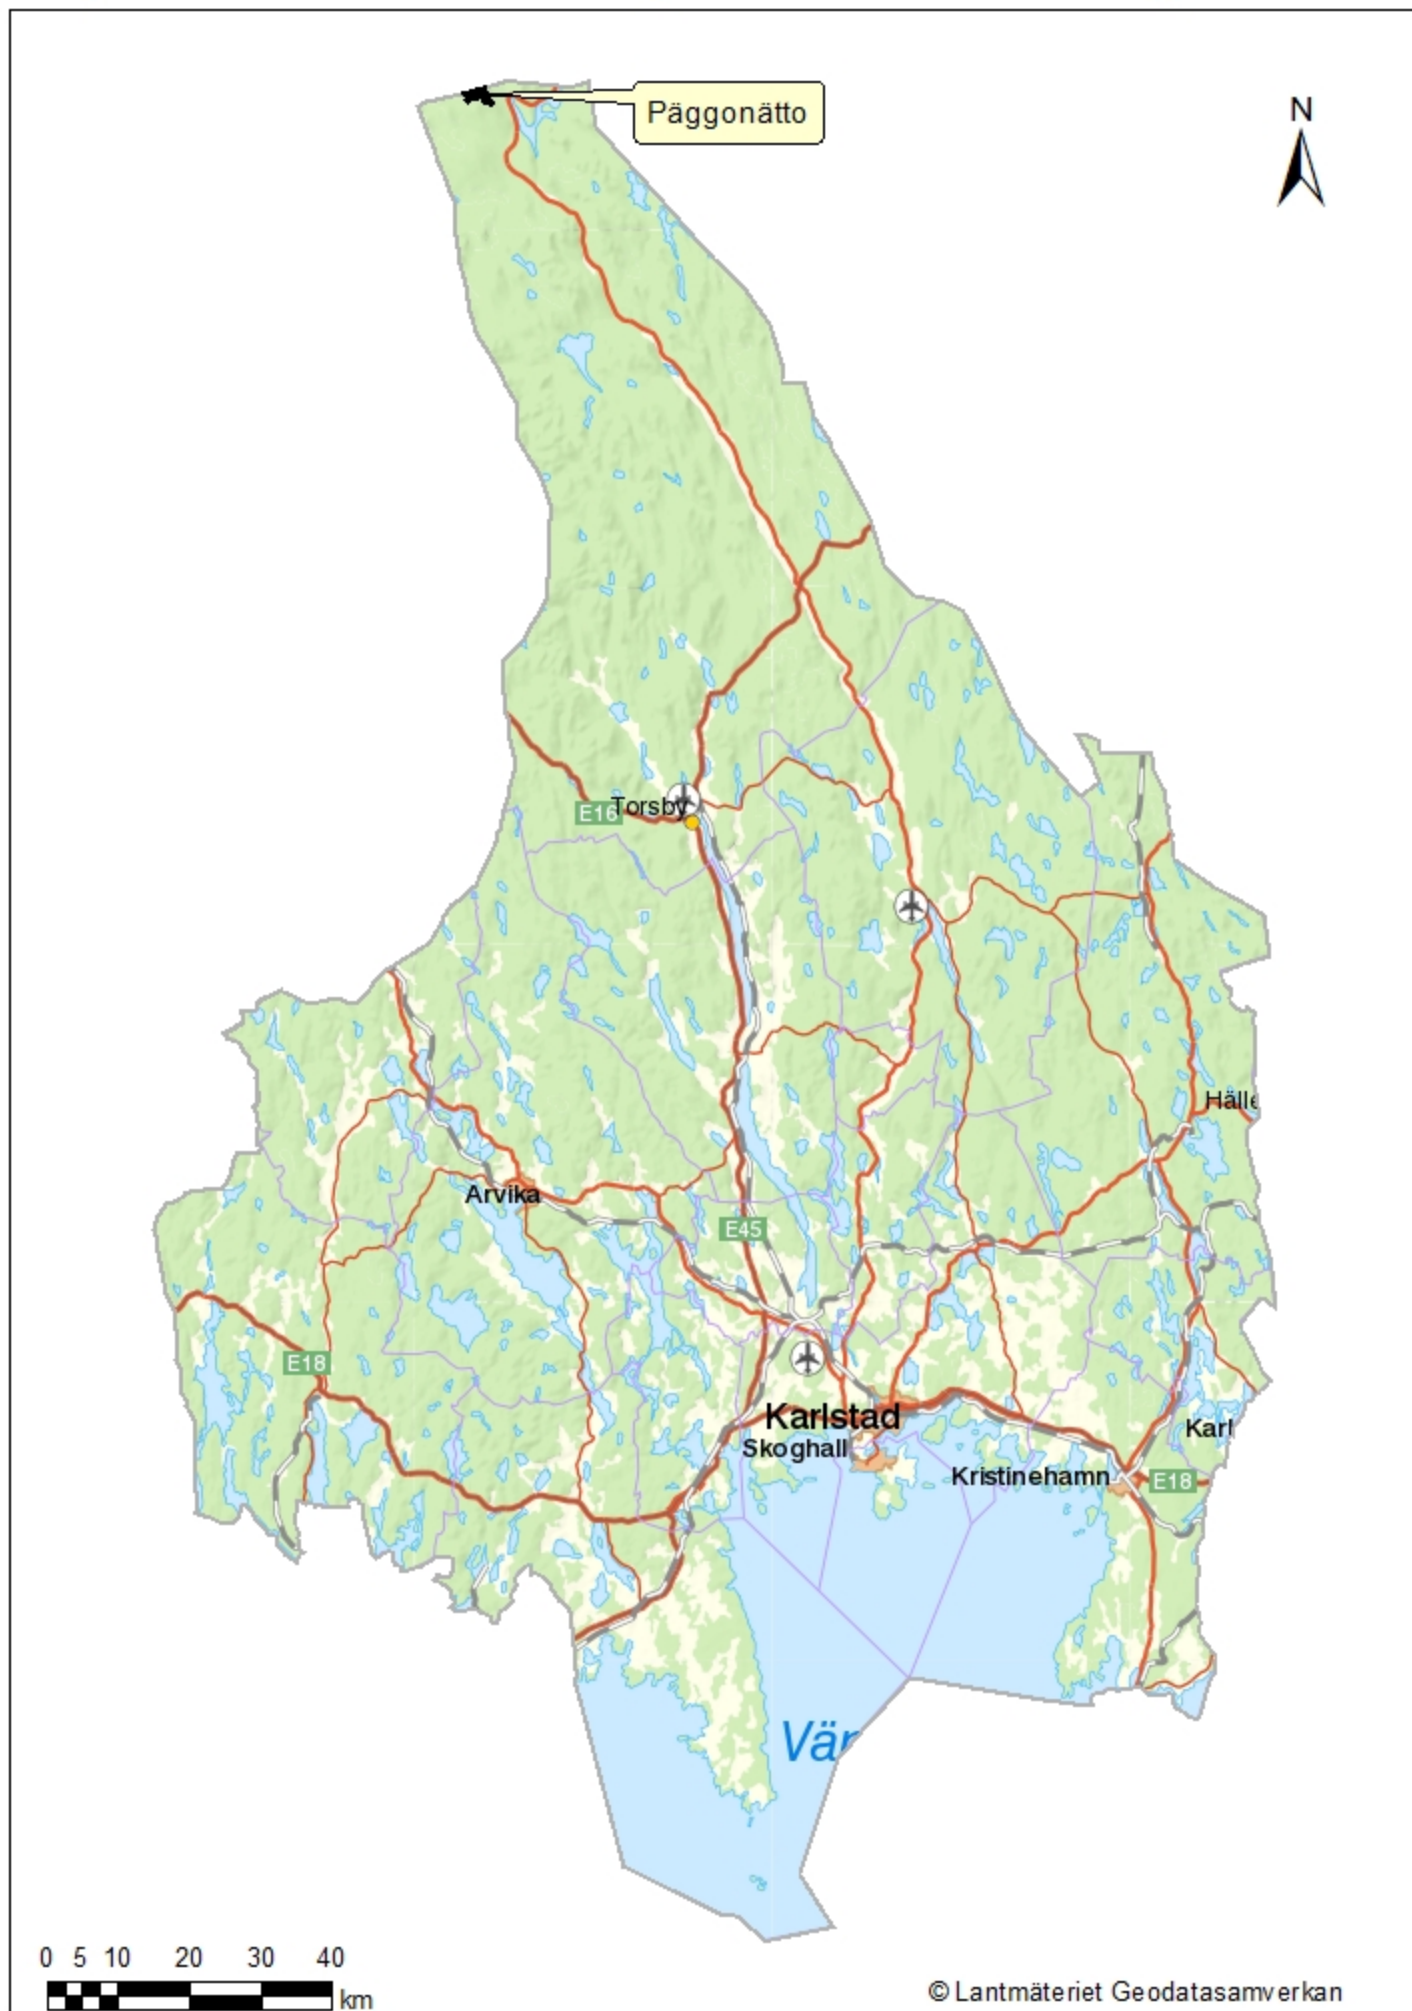 Päggonätto
N
E16
Torsby
Hälle
Arvika
E45
E18
Karlstad
Karl
Skoghall
Kristinehamn
E18
Vär
0 5 10 20 30 40
km
© Lantmäteriet Geodatasamverkan